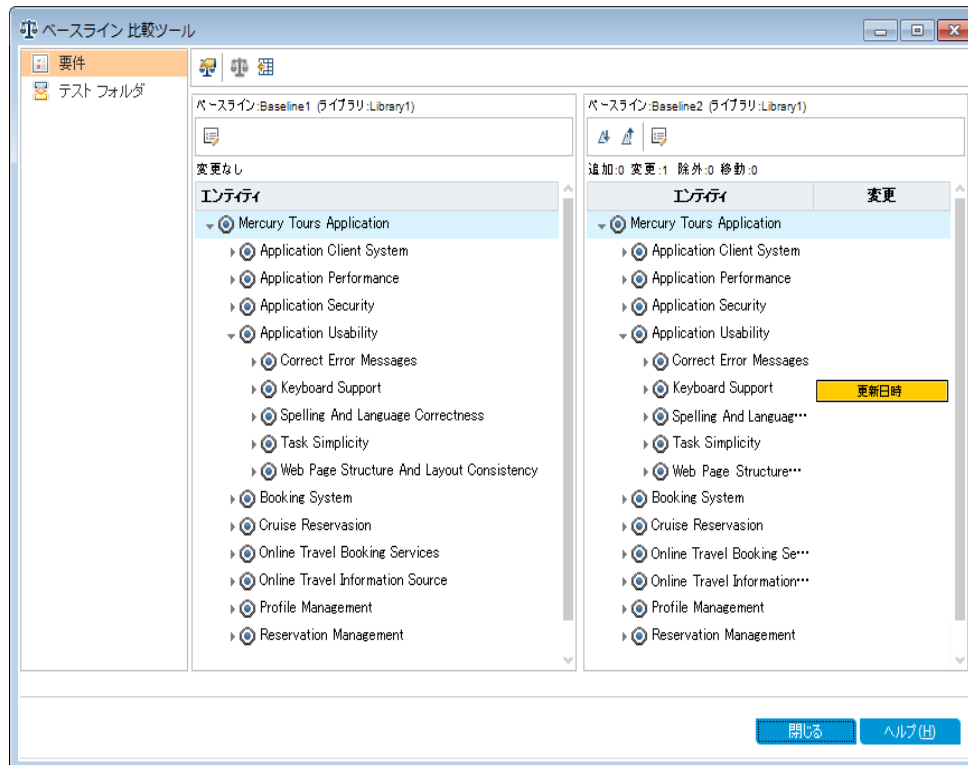 ベースライン 比較ツール
要件
テスト フォルダ
ベースライン:Baseline1 (ライブラリ:Library1)
変更なし
エンティティ
Mercury Tours Application
Application Client System
Application Performance
Application Security
Application Usability
Correct Error Messages
Keyboard Support
Spelling And Language Correctness
Task Simplicity
Web Page Structure And Layout Consistency
Booking System
Cruise Reservasion
Online Travel Booking Services
Online Travel Information Source
Profile Management
Reservation Management
ベースライン:Baseline2 (ライブラリ:Library1)
追加:0 変更:1 除外:0 移動:0
エンティティ 変更
Mercury Tours Application
Application Client System
Application Performance
Application Security
Application Usability
Correct Error Messages
Keyboard Support 更新日時
Spelling And Languag…
Task Simplicity
Web Page Structure…
Booking System
Cruise Reservasion
Online Travel Booking Se…
Online Travel Information…
Profile Management
Reservation Management
閉じる ヘルプ(H)